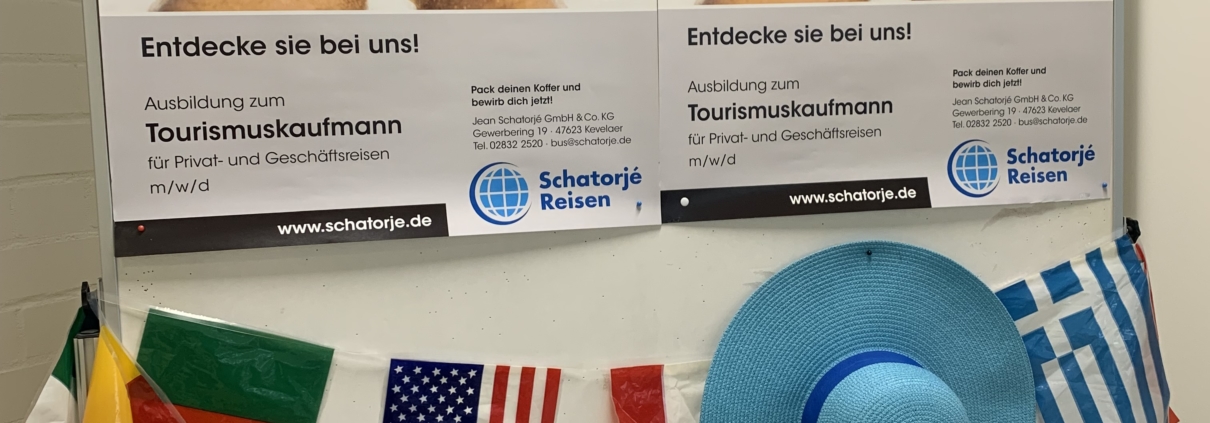 Entdecke sie bei uns!
Ausbildung zum
Tourismuskaufmann
für Privat- und Geschäftsreisen
m/w/d
Pack deinen Koffer und
bewirb dich jetzt!
Jean Schatorjé GmbH & Co. KG
Gewerbering 19 · 47623 Kevelaer
Tel. 02832 2520 · bus@schatorje.de
Schatorjé
Reisen
www.schatorje.de
Entdecke sie bei uns!
Ausbildung zum
Tourismuskaufmann
für Privat- und Geschäftsreisen
m/w/d
Pack deinen Koffer und
bewirb dich jetzt!
Jean Schatorjé GmbH & Co. KG
Gewerbering 19 · 47623 Kevelaer
Tel. 02832 2520 · bus@schatorje.de
Schatorjé
Reisen
www.schatorje.de